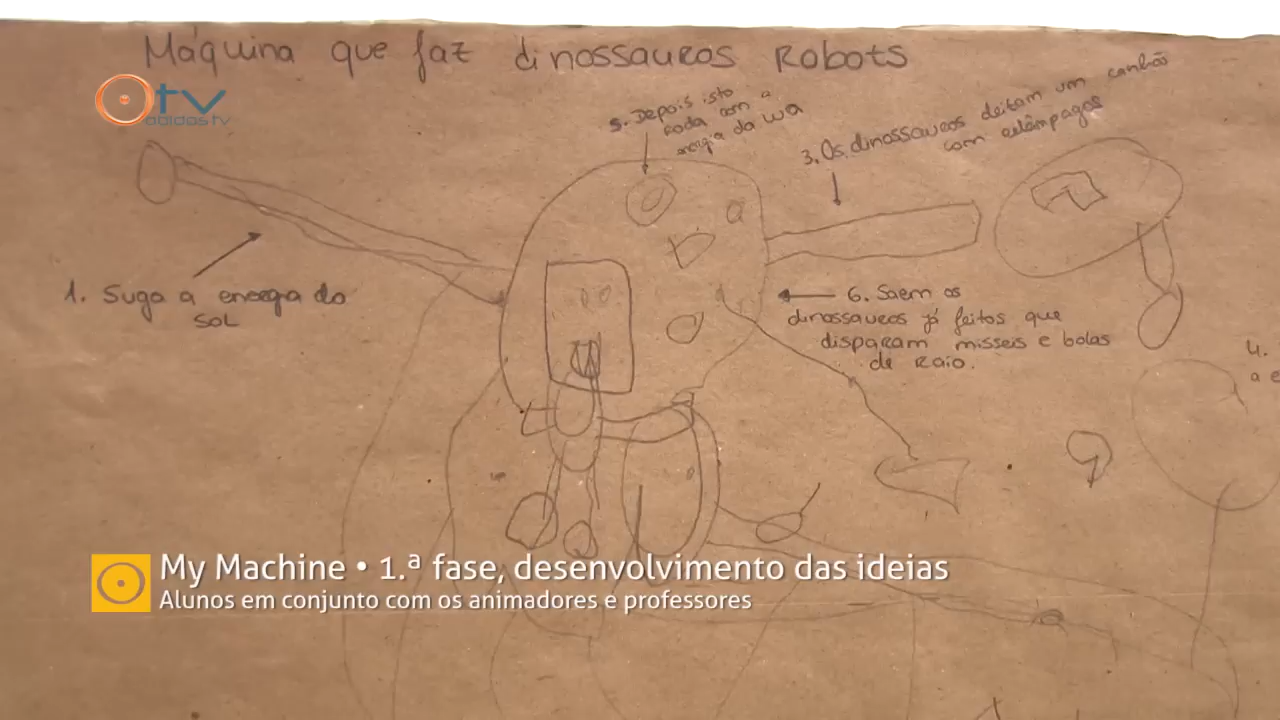 Máquina que faz dinossauros Robots
tv
obidos.tv
5. Depois isto
roda com a
energia da lua
3. Os dinossauros deitam um canhão
com relâmpagos
1. Suga a energia do
sol
6. Saem os
dinossauros já feitos que
disparam misseis e bolas
de raio.
4.
a e
My Machine • 1.ª fase, desenvolvimento das ideias
Alunos em conjunto com os animadores e professores